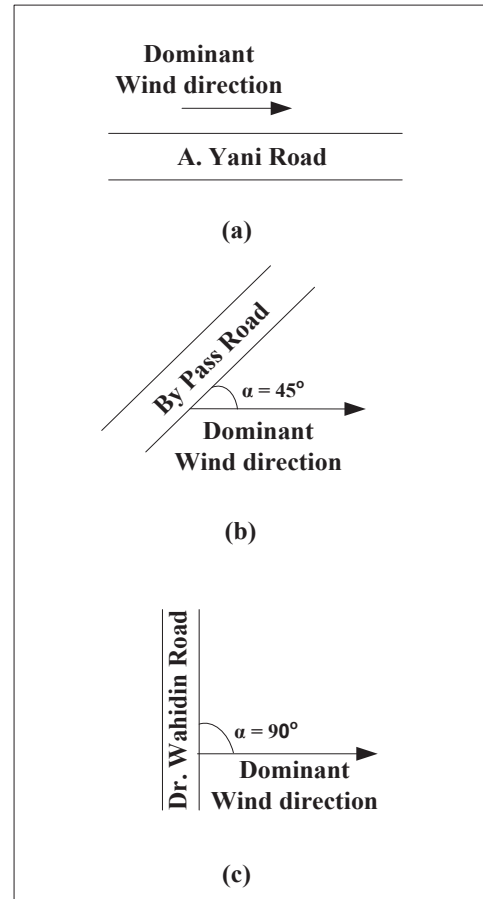 Dominant
Wind direction
A. Yani Road
(a)
By Pass Road
α = 45°
Dominant
Wind direction
(b)
Dr. Wahidin Road
α = 90°
Dominant
Wind direction
(c)